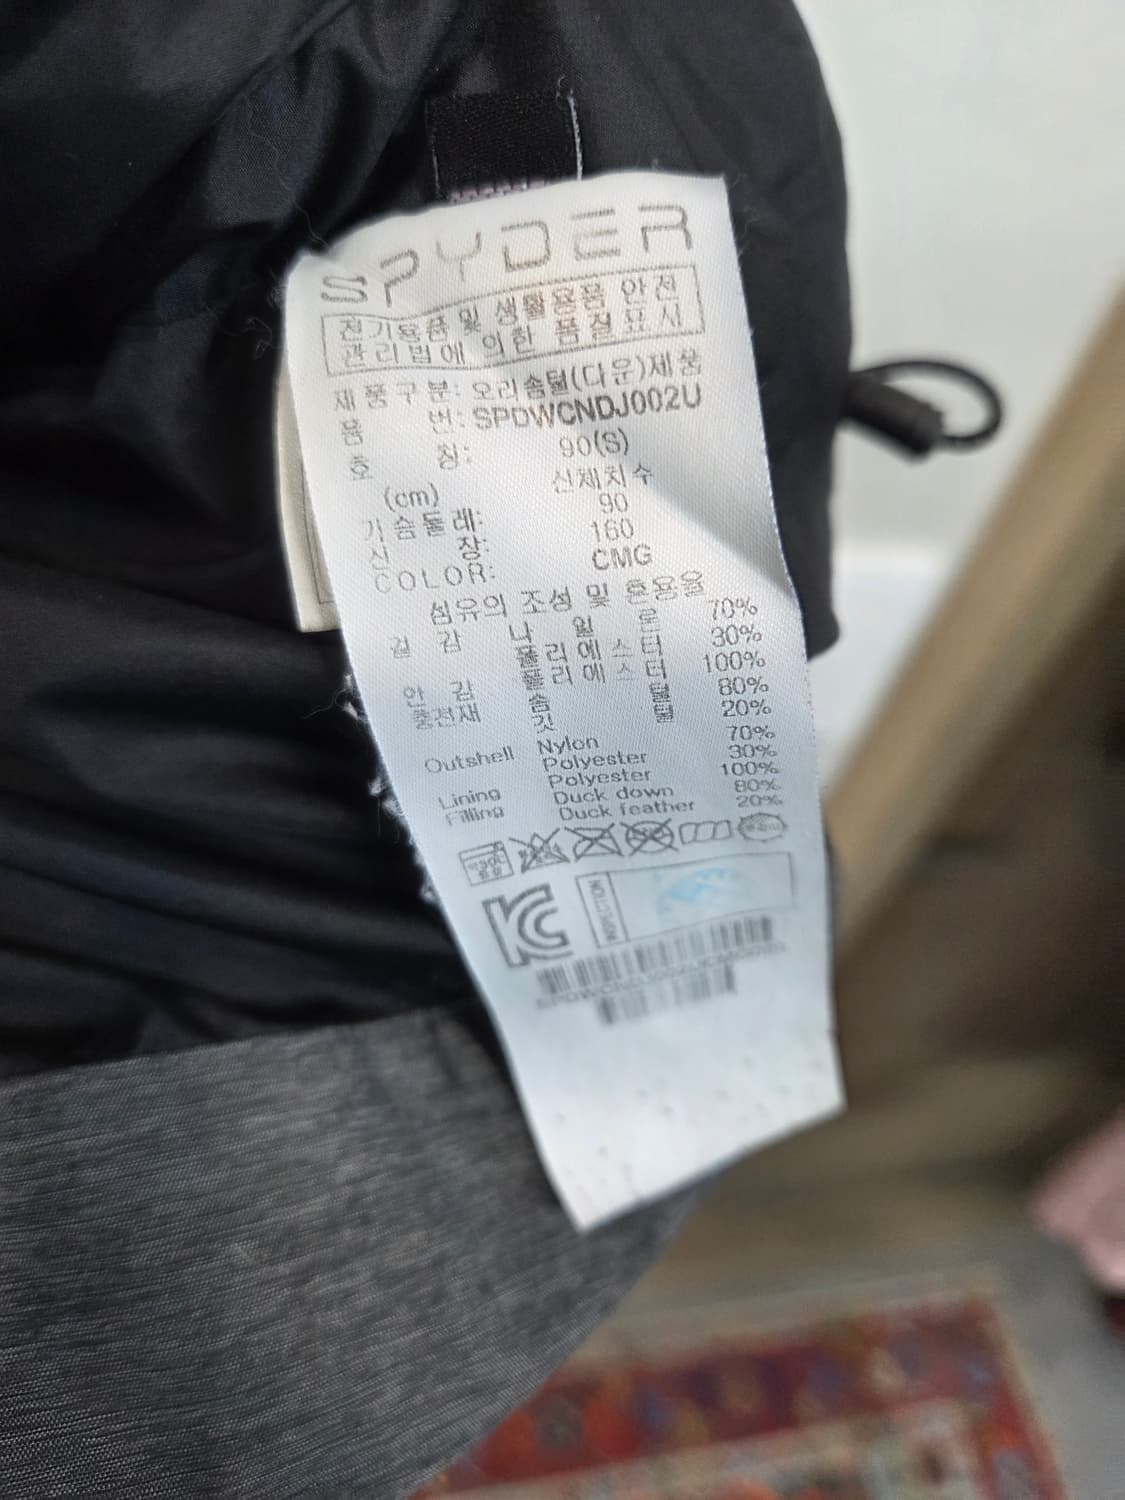 SPYDER
전기용품 및 생활용품 안전
관리법에 의한 품질표시
제품구분: 오리솜털(다운)제품
품 번: SPDWCNDJ002U
호 칭: 90(S)
(cm) 신체치수
가슴둘레: 90
신 장: 160
COLOR: CMG
섬유의 조성 및 혼용율
겉 감 나 일 론 70%
폴리에스터 30%
안 감 폴리에스터 100%
충전재 솜 털 80%
깃 털 20%
Outshell Nylon 70%
Polyester 30%
Lining Polyester 100%
Filling Duck down 80%
Duck feather 20%
KC